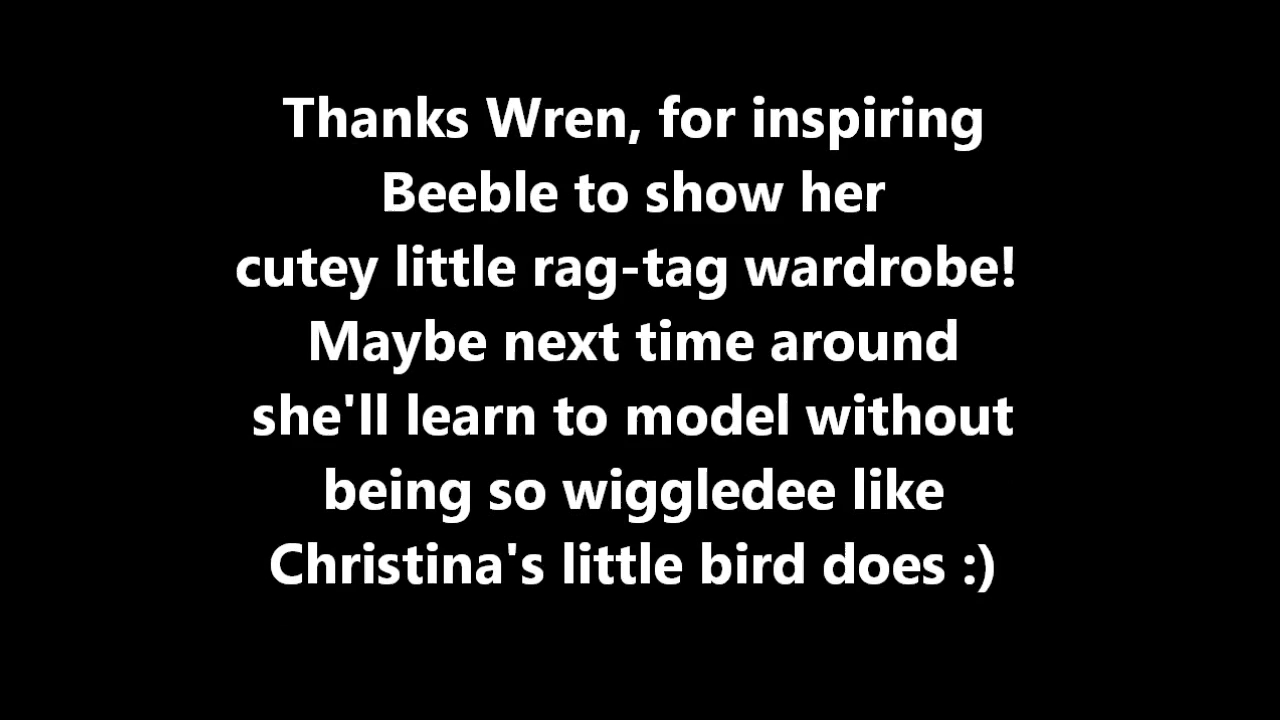 Thanks Wren, for inspiring
Beeble to show her
cutey little rag-tag wardrobe!
Maybe next time around
she'll learn to model without
being so wiggledee like
Christina's little bird does :)